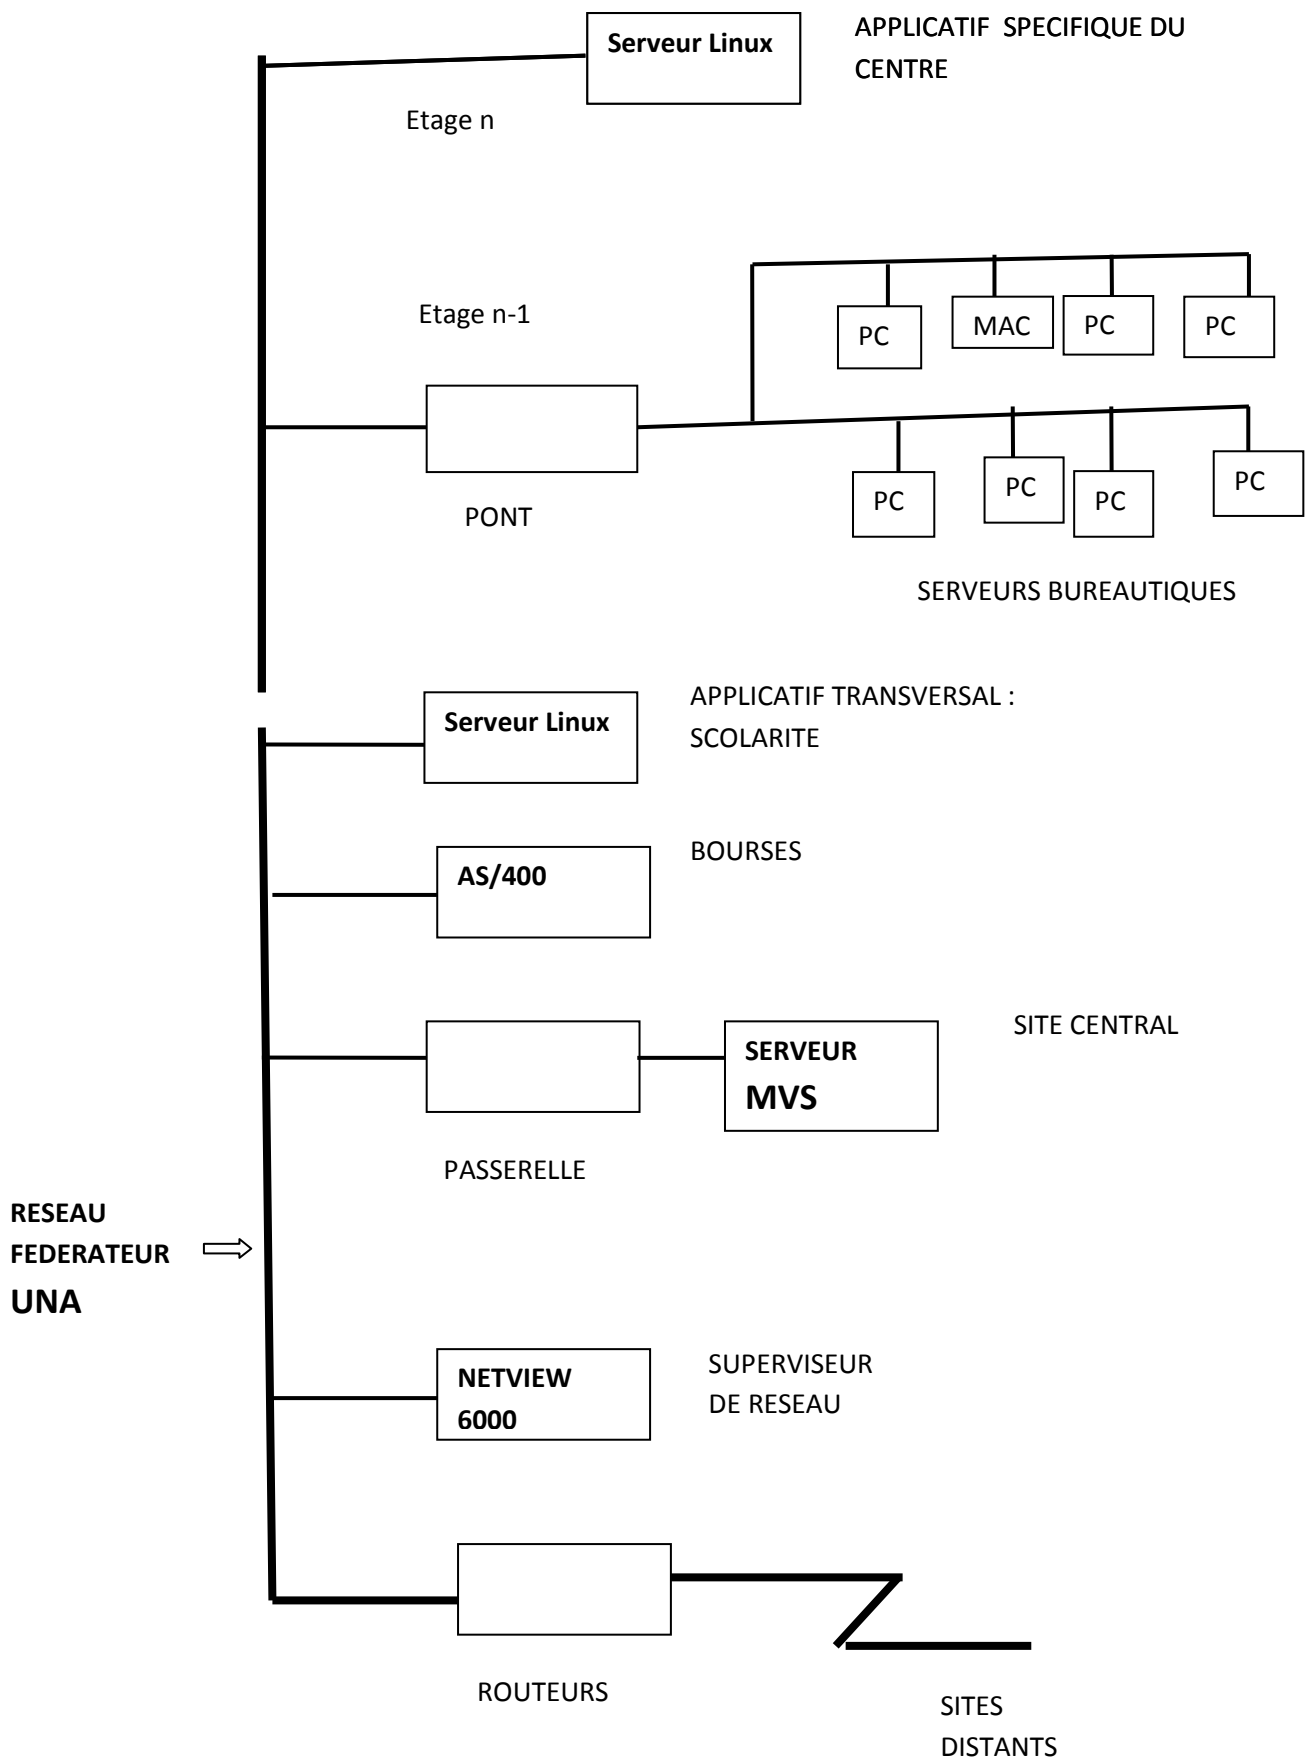 Serveur Linux
APPLICATIF SPECIFIQUE DU
CENTRE
Etage n
Etage n-1
PC
MAC
PC
PC
PONT
PC
PC
PC
PC
SERVEURS BUREAUTIQUES
Serveur Linux
APPLICATIF TRANSVERSAL :
SCOLARITE
AS/400
BOURSES
SERVEUR
MVS
SITE CENTRAL
PASSERELLE
RESEAU
FEDERATEUR
UNA
NETVIEW
6000
SUPERVISEUR
DE RESEAU
ROUTEURS
SITES
DISTANTS